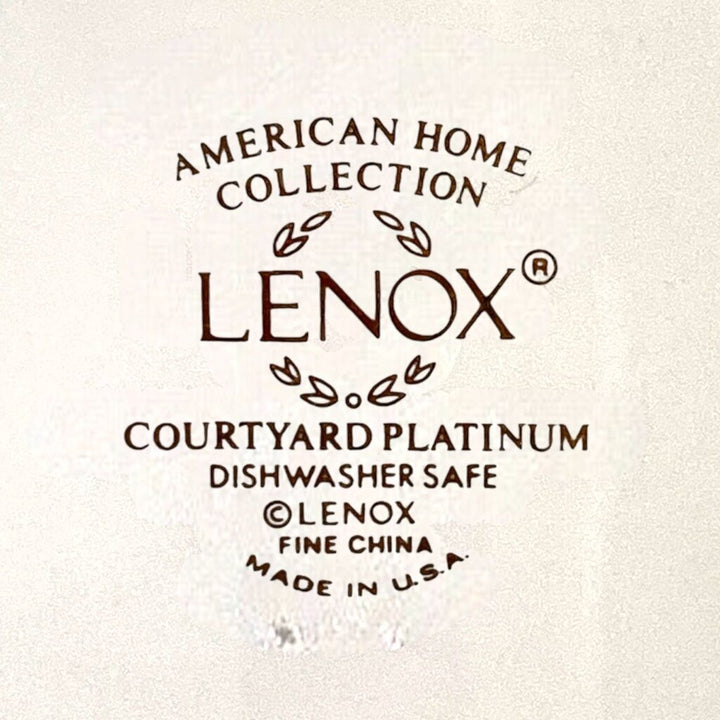 AMERICAN HOME
COLLECTION
LENOX®
COURTYARD PLATINUM
DISHWASHER SAFE
©LENOX
FINE CHINA
MADE IN U.S.A.